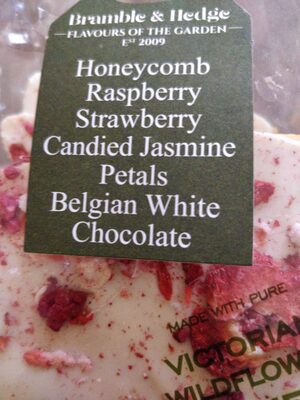 Bramble & Hedge
FLAVOURS OF THE GARDEN
EST 2009
Honeycomb
Raspberry
Strawberry
Candied Jasmine
Petals
Belgian White
Chocolate
MADE WITH PURE
VICTORIAN
WILDFLOW